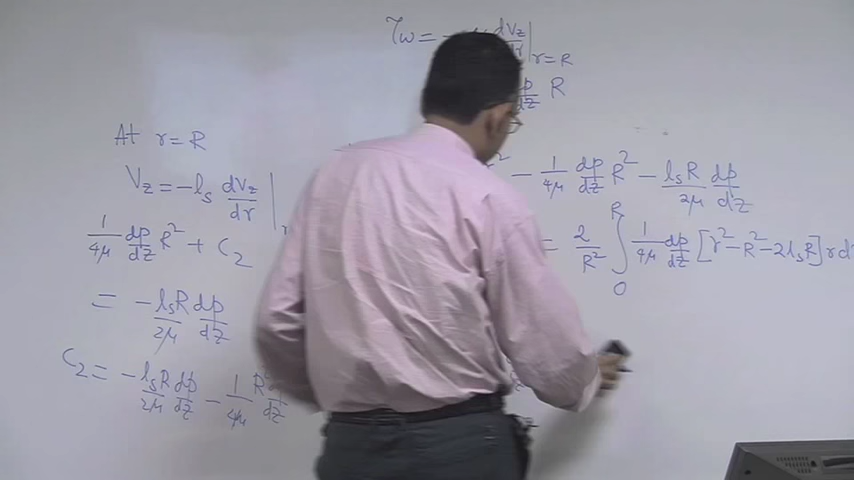 τw = - μ dVz/dr |r=R
dp/dz R
At r=R
Vz = -ls dVz/dr |
r² - 1/4μ dp/dz R² - lsR/2μ dp/dz
1/4μ dp/dz R² + C2
= 2/R² ∫0^R 1/4μ dp/dz [r² - R² - 2lsR] r d
= -lsR/2μ dp/dz
C2 = -lsR/2μ dp/dz - 1/4μ R² dp/dz